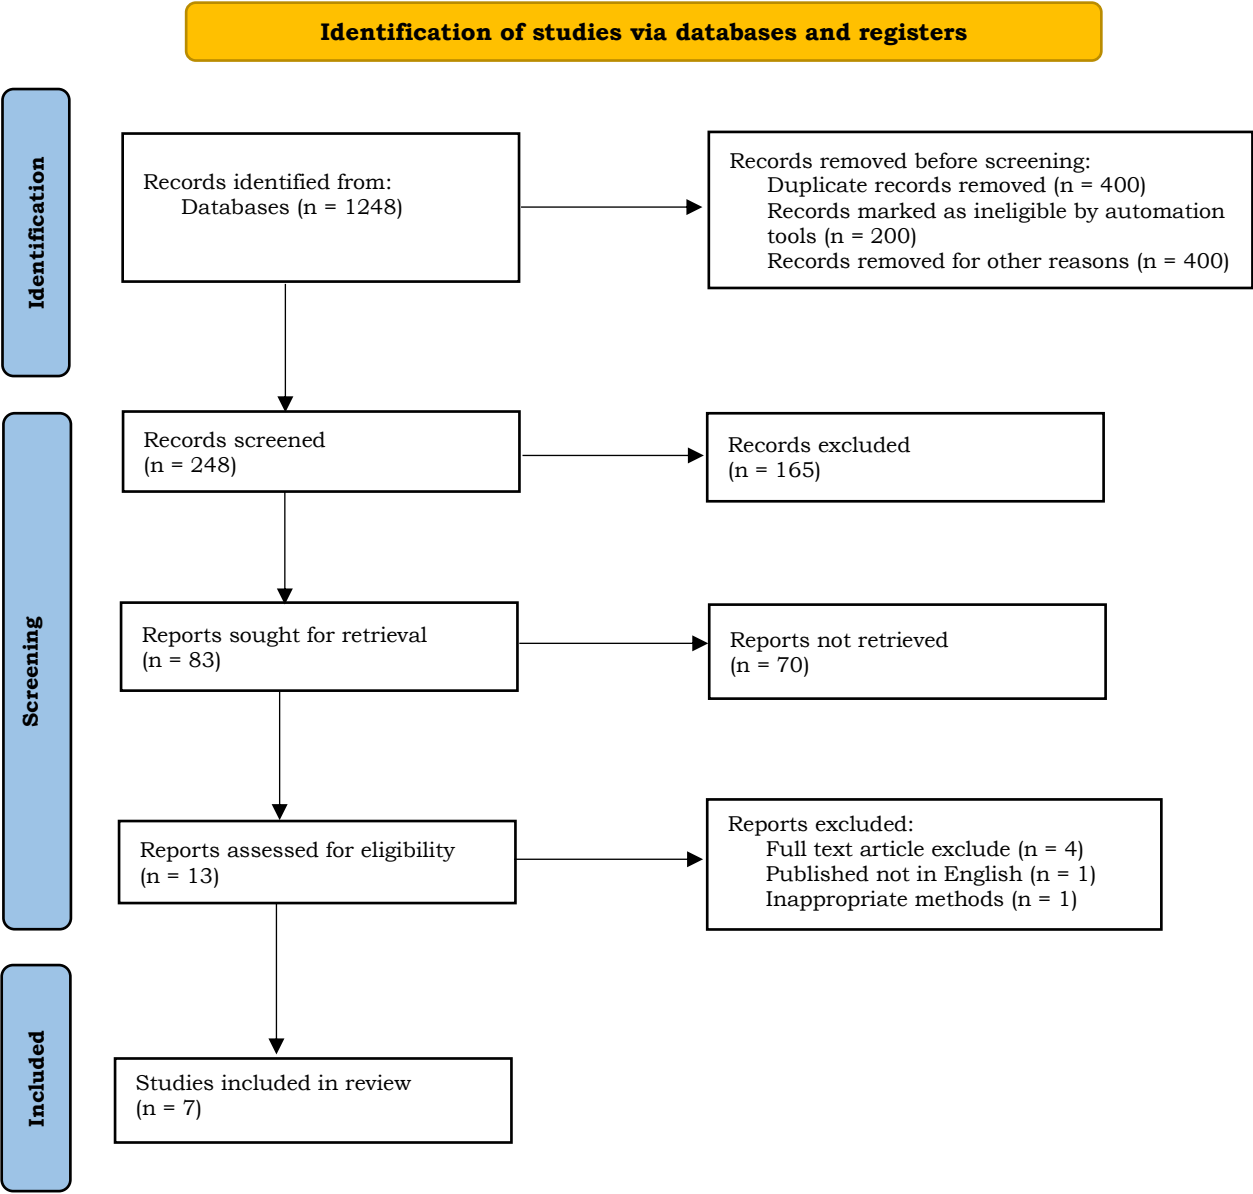 Identification of studies via databases and registers
Identification
Records identified from:
Databases (n = 1248)
Records removed before screening:
Duplicate records removed (n = 400)
Records marked as ineligible by automation
tools (n = 200)
Records removed for other reasons (n = 400)
Screening
Records screened
(n = 248)
Records excluded
(n = 165)
Reports sought for retrieval
(n = 83)
Reports not retrieved
(n = 70)
Reports assessed for eligibility
(n = 13)
Reports excluded:
Full text article exclude (n = 4)
Published not in English (n = 1)
Inappropriate methods (n = 1)
Included
Studies included in review
(n = 7)